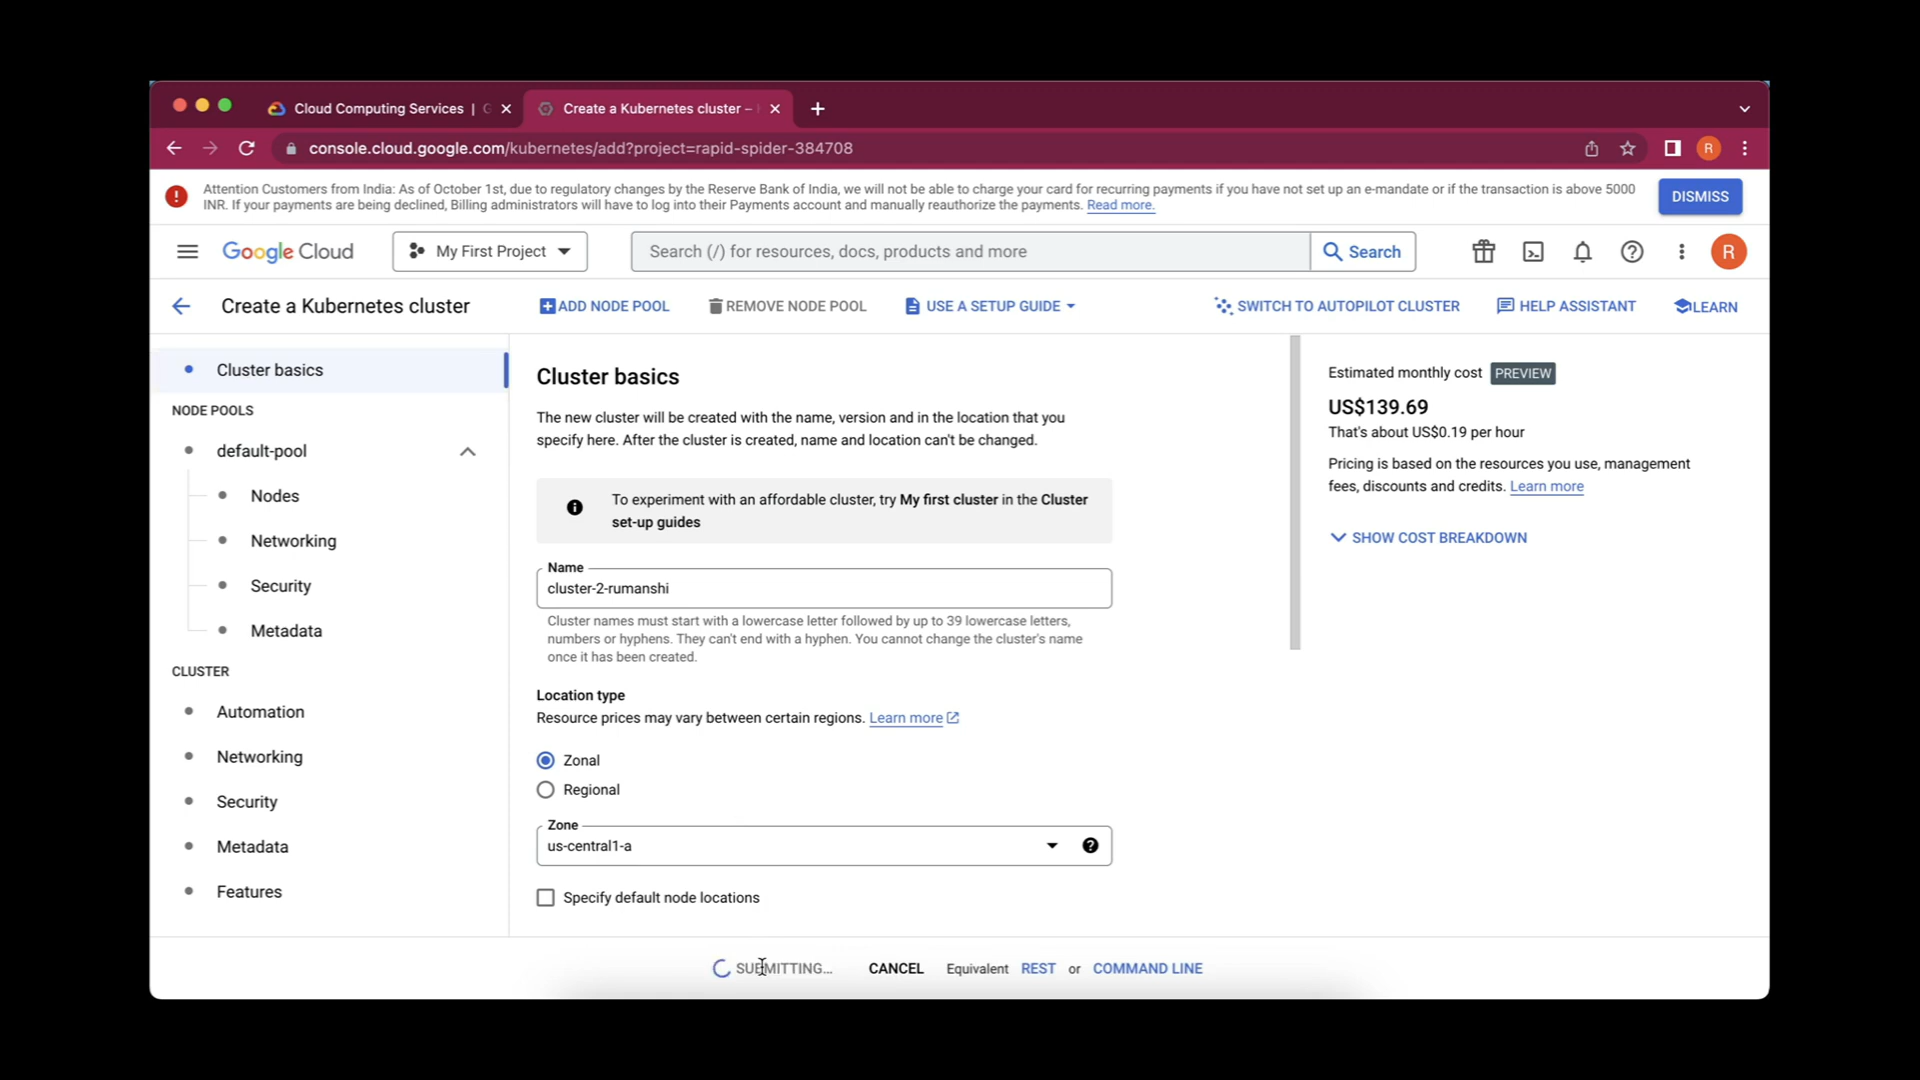 Cloud Computing Services | G
Create a Kubernetes cluster –
console.cloud.google.com/kubernetes/add?project=rapid-spider-384708
R
Attention Customers from India: As of October 1st, due to regulatory changes by the Reserve Bank of India, we will not be able to charge your card for recurring payments if you have not set up an e-mandate or if the transaction is above 5000
INR. If your payments are being declined, Billing administrators will have to log into their Payments account and manually reauthorize the payments. Read more.
DISMISS
Google Cloud
My First Project
Search (/) for resources, docs, products and more
Search
R
Create a Kubernetes cluster
ADD NODE POOL
REMOVE NODE POOL
USE A SETUP GUIDE
SWITCH TO AUTOPILOT CLUSTER
HELP ASSISTANT
LEARN
Cluster basics
NODE POOLS
default-pool
Nodes
Networking
Security
Metadata
CLUSTER
Automation
Networking
Security
Metadata
Features
Cluster basics
The new cluster will be created with the name, version and in the location that you
specify here. After the cluster is created, name and location can't be changed.
To experiment with an affordable cluster, try My first cluster in the Cluster
set-up guides
Name
cluster-2-rumanshi
Cluster names must start with a lowercase letter followed by up to 39 lowercase letters,
numbers or hyphens. They can't end with a hyphen. You cannot change the cluster's name
once it has been created.
Location type
Resource prices may vary between certain regions. Learn more
Zonal
Regional
Zone
us-central1-a
Specify default node locations
Estimated monthly cost PREVIEW
US$139.69
That's about US$0.19 per hour
Pricing is based on the resources you use, management
fees, discounts and credits. Learn more
SHOW COST BREAKDOWN
SUBMITTING...
CANCEL
Equivalent REST or COMMAND LINE